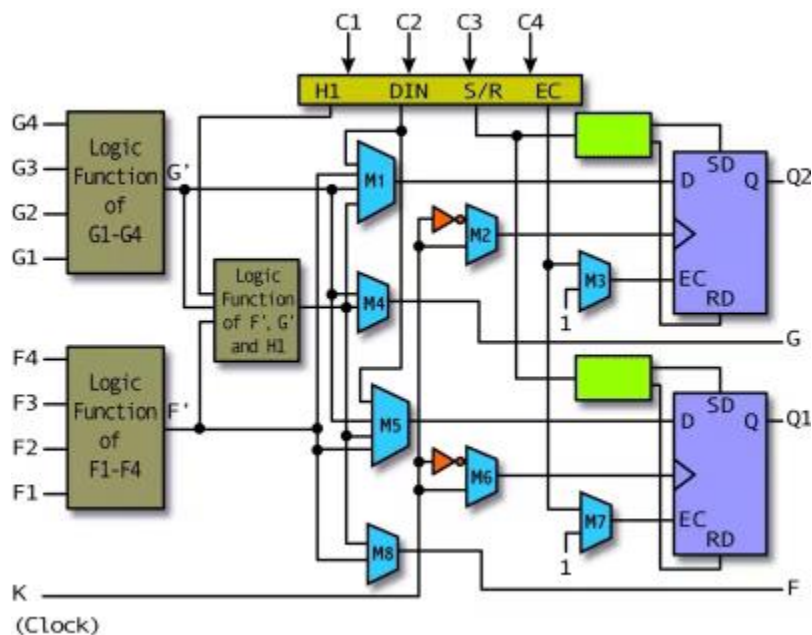 C1 C2 C3 C4
H1 DIN S/R EC
G4
G3
G2
G1
Logic
Function
of
G1-G4
G'
M1
M2
M3
1
SD
D Q
EC
RD
Q2
Logic
Function
of F', G'
and H1
M4
G
F4
F3
F2
F1
Logic
Function
of
F1-F4
F'
M5
M6
M7
1
SD
D Q
EC
RD
Q1
M8
F
K
(Clock)